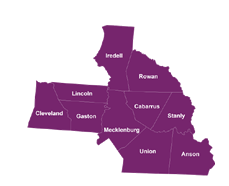 Iredell
Rowan
Lincoln
Cabarrus
Cleveland
Gaston
Stanly
Mecklenburg
Union
Anson